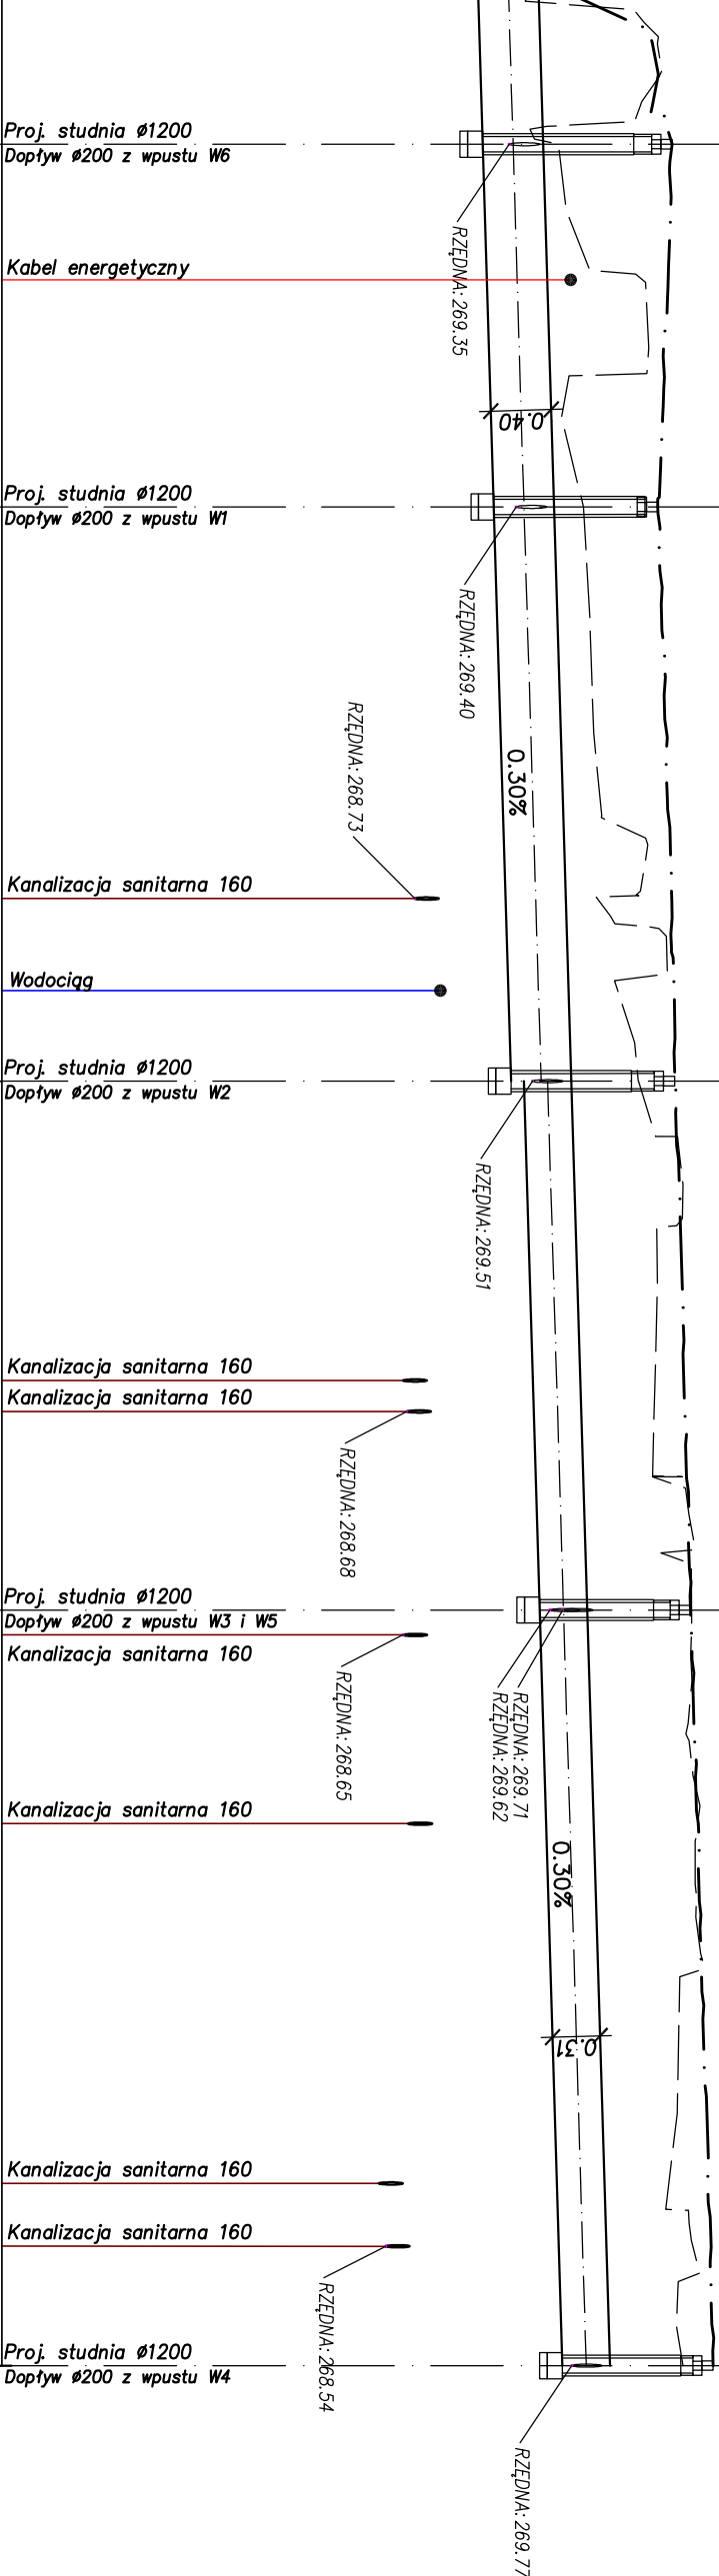 Proj. studnia Ø1200
Dopływ Ø200 z wpustu W6
RZĘDNA: 269.35
Kabel energetyczny
0.40
Proj. studnia Ø1200
Dopływ Ø200 z wpustu W1
RZĘDNA: 269.40
RZĘDNA: 268.73
0.30%
Kanalizacja sanitarna 160
Wodociąg
Proj. studnia Ø1200
Dopływ Ø200 z wpustu W2
RZĘDNA: 269.51
Kanalizacja sanitarna 160
Kanalizacja sanitarna 160
RZĘDNA: 268.68
Proj. studnia Ø1200
Dopływ Ø200 z wpustu W3 i W5
Kanalizacja sanitarna 160
RZĘDNA: 268.65
RZĘDNA: 269.71
RZĘDNA: 269.62
Kanalizacja sanitarna 160
0.30%
0.31
Kanalizacja sanitarna 160
Kanalizacja sanitarna 160
RZĘDNA: 268.54
Proj. studnia Ø1200
Dopływ Ø200 z wpustu W4
RZĘDNA: 269.77